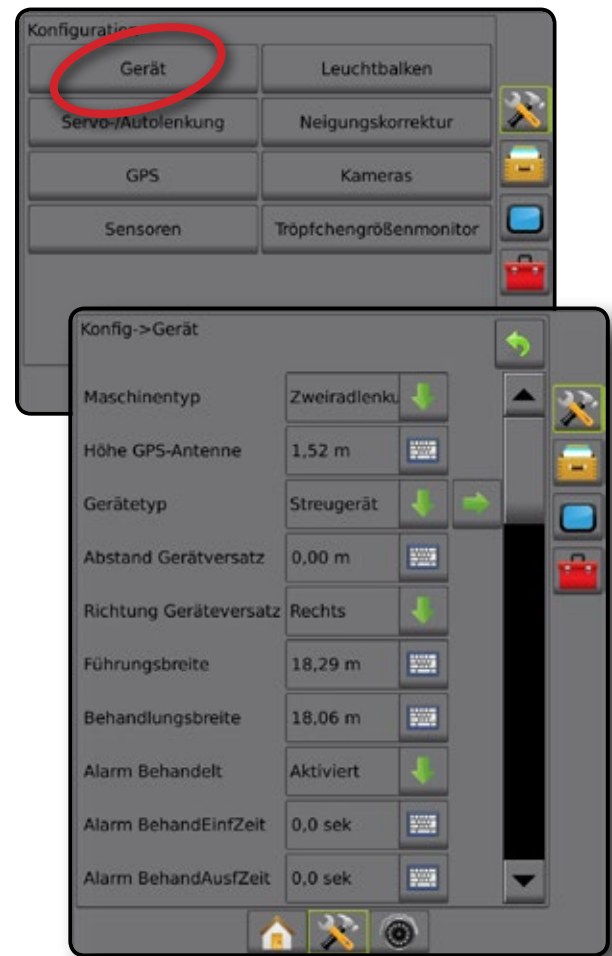 Konfiguration
Gerät
Leuchtbalken
Servo-/Autolenkung
Neigungskorrektur
GPS
Kameras
Sensoren
Tröpfchengrößenmonitor
Konfig->Gerät
Maschinentyp Zweiradlenku
Höhe GPS-Antenne 1,52 m
Gerätetyp Streugerät
Abstand Gerätversatz 0,00 m
Richtung Geräteversatz Rechts
Führungsbreite 18,29 m
Behandlungsbreite 18,06 m
Alarm Behandelt Aktiviert
Alarm BehandEinfZeit 0,0 sek
Alarm BehandAusfZeit 0,0 sek